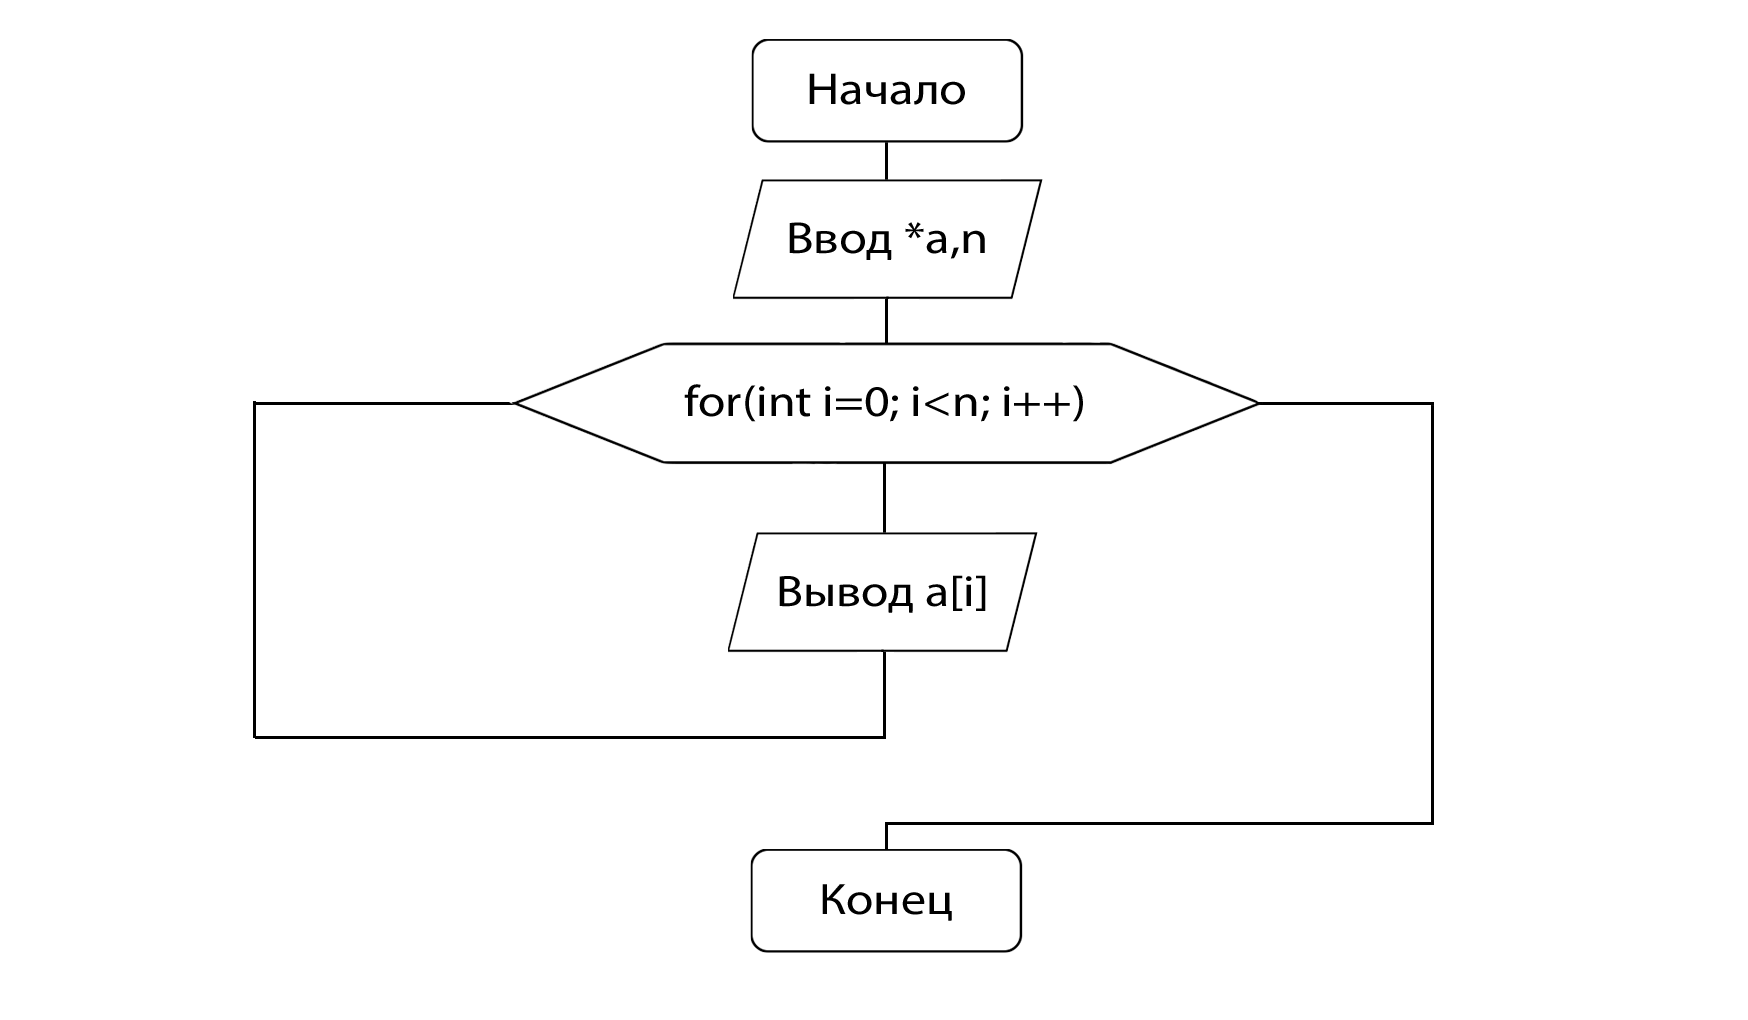 Начало
Ввод *a,n
for(int i=0; i<n; i++)
Вывод a[i]
Конец